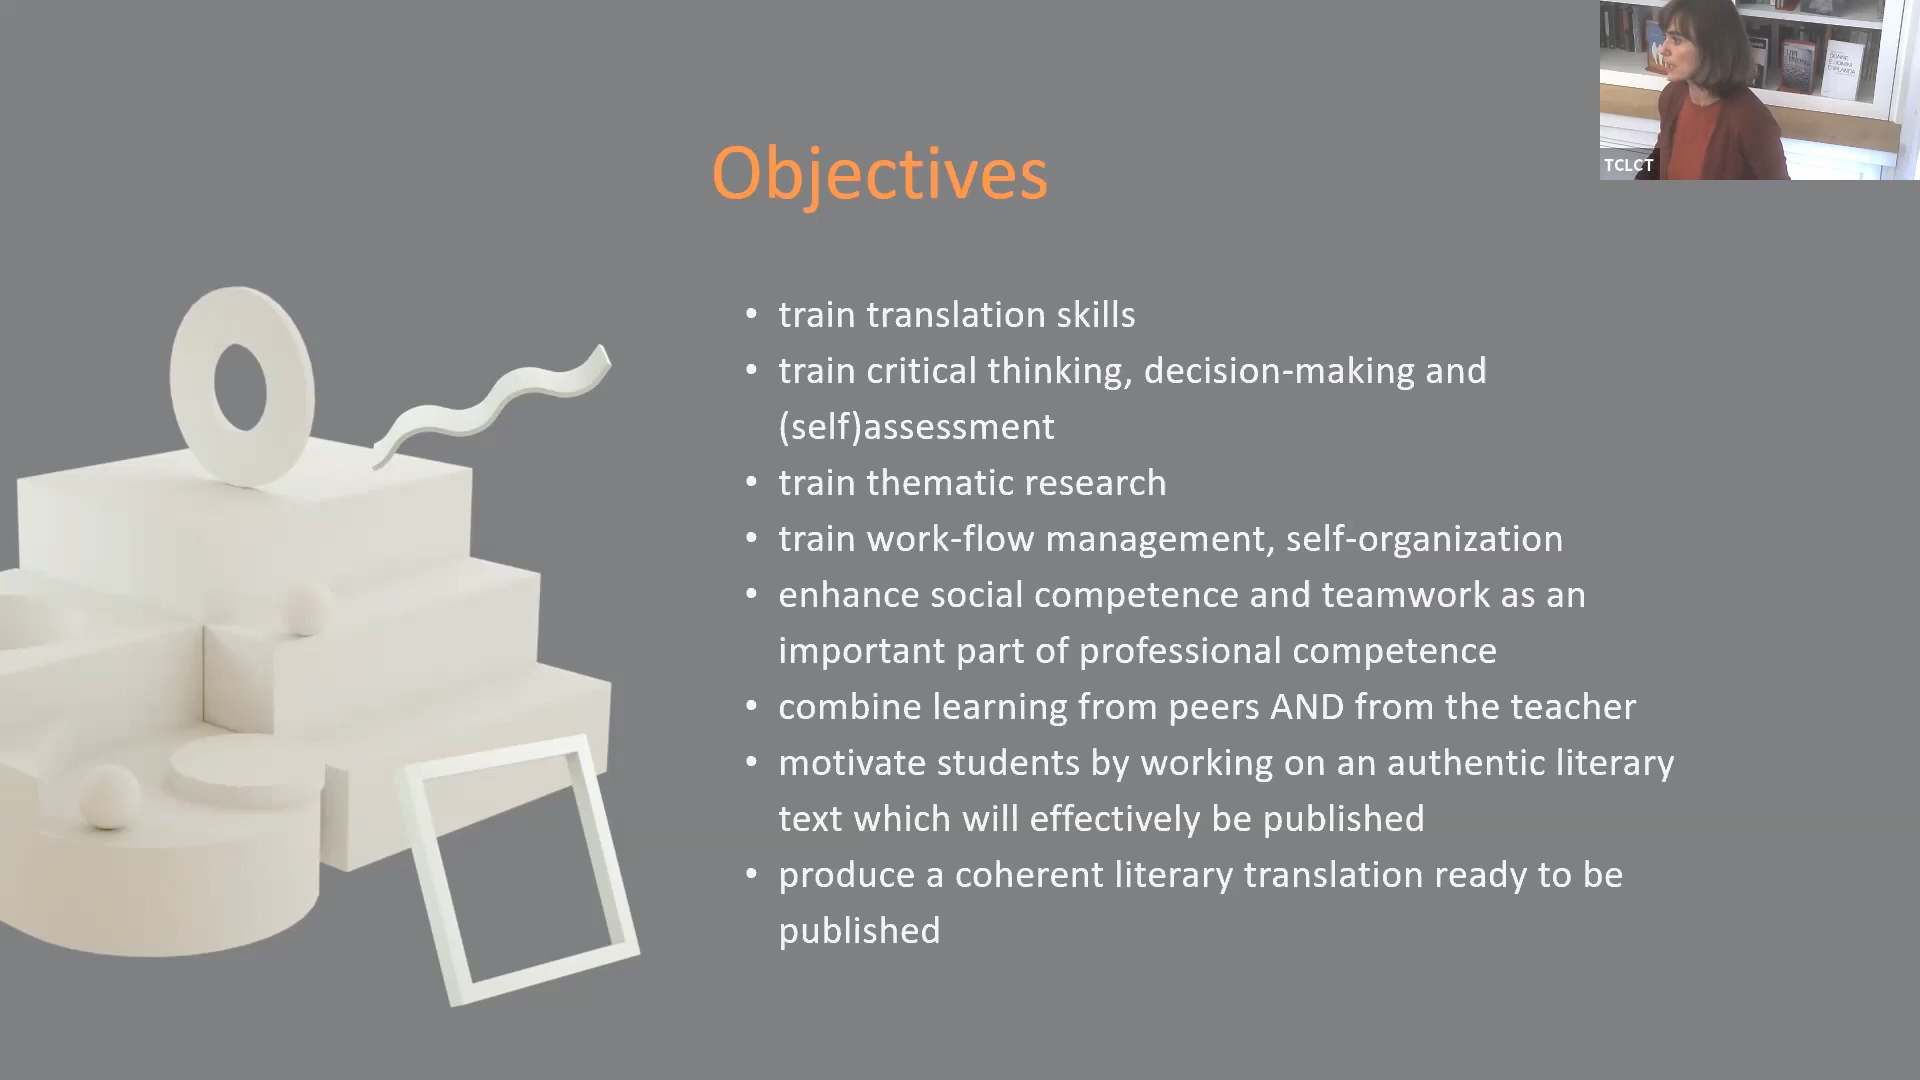 Objectives
• train translation skills
• train critical thinking, decision-making and
(self)assessment
• train thematic research
• train work-flow management, self-organization
• enhance social competence and teamwork as an
important part of professional competence
• combine learning from peers AND from the teacher
• motivate students by working on an authentic literary
text which will effectively be published
• produce a coherent literary translation ready to be
published
TCLCT
DONNE
E UOMINI
D'IRLANDA